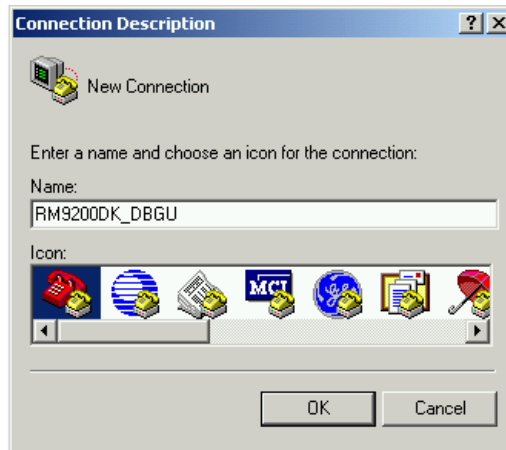 Connection Description
New Connection
Enter a name and choose an icon for the connection:
Name:
RM9200DK_DBGU
Icon:
MCI
OK Cancel